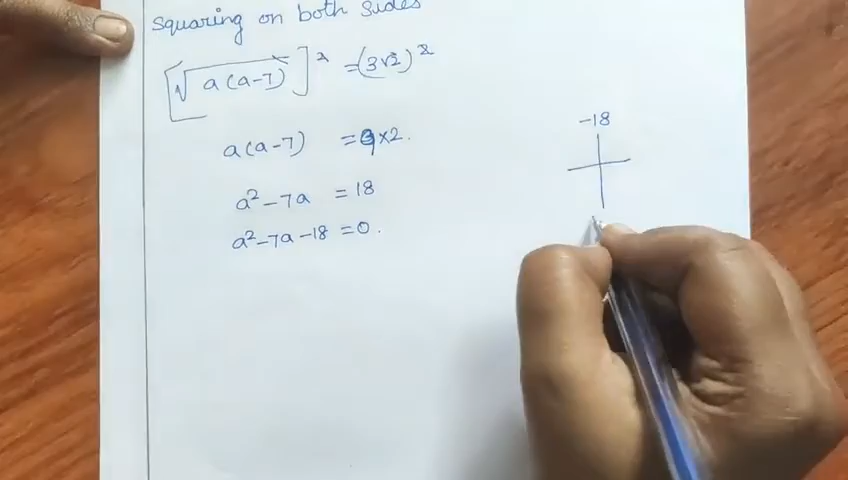 Squaring on both sides
[√a(a-7)]² = (3√2)²
a(a-7) = 9×2.
a² - 7a = 18
a² - 7a - 18 = 0.
-18